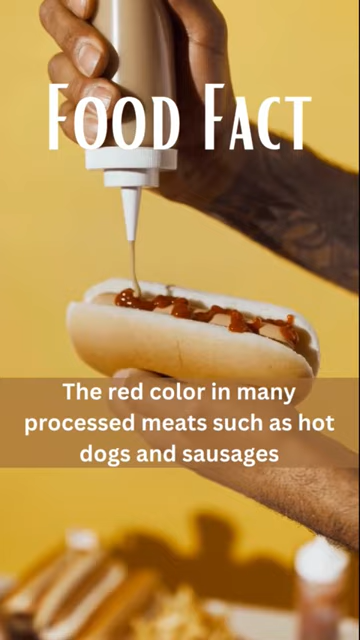 Food Fact
The red color in many
processed meats such as hot
dogs and sausages